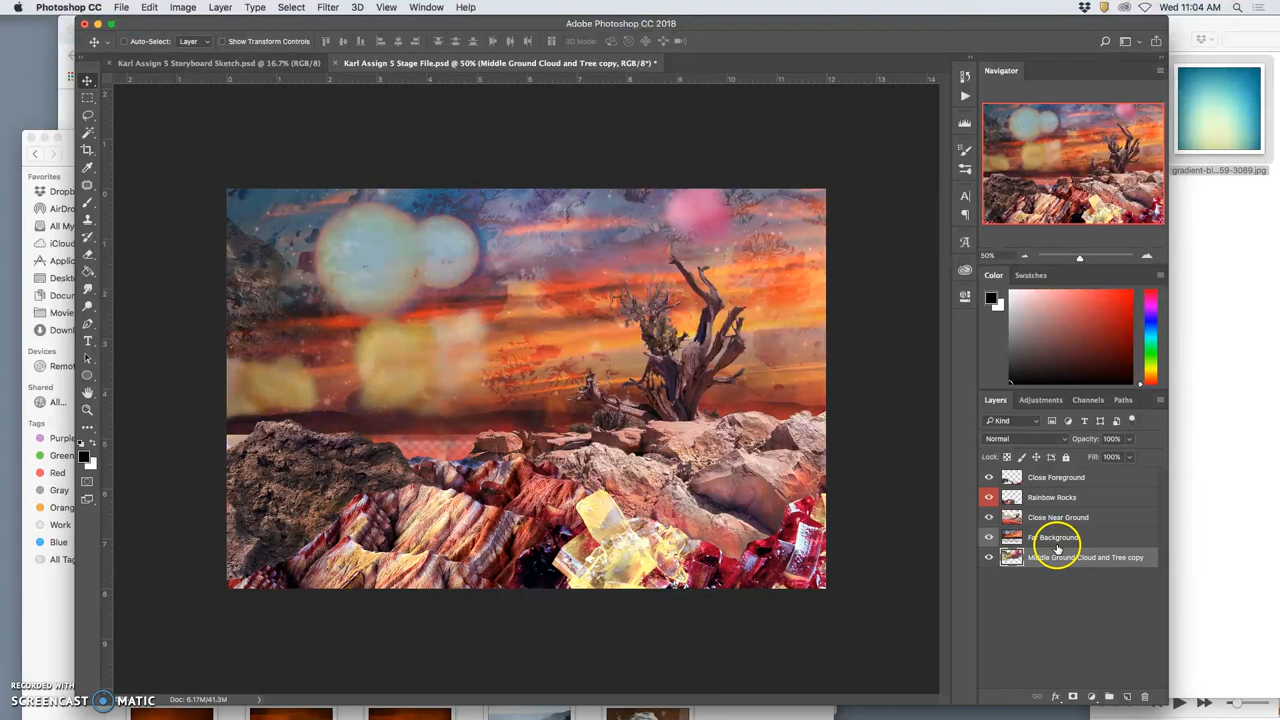 Photoshop CC File Edit Image Layer Type Select Filter 3D View Window Help Wed 11:04 AM
Adobe Photoshop CC 2018
Auto-Select: Layer Show Transform Controls 3D Mode:
Karl Assign 5 Storyboard Sketch.psd @ 16.7% (RGB/8) Karl Assign 5 Stage File.psd @ 50% (Middle Ground Cloud and Tree copy, RGB/8*) *
Navigator
gradient-bl...59-3089.jpg
50%
Color Swatches
Layers Adjustments Channels Paths
Kind
Normal Opacity: 100%
Lock: Fill: 100%
Close Foreground
Rainbow Rocks
Close Near Ground
Far Background
Middle Ground Cloud and Tree copy
Favorites
Dropb
AirDro
All My
iCloud
Applic
Deskt
Docum
Movie
Downl
Devices
Remot
Shared
All...
Tags
Purple
Green
Red
Gray
Work
Blue
All Tag
Doc: 6.17M/41.3M
RECORDED WITH
SCREENCAST MATIC